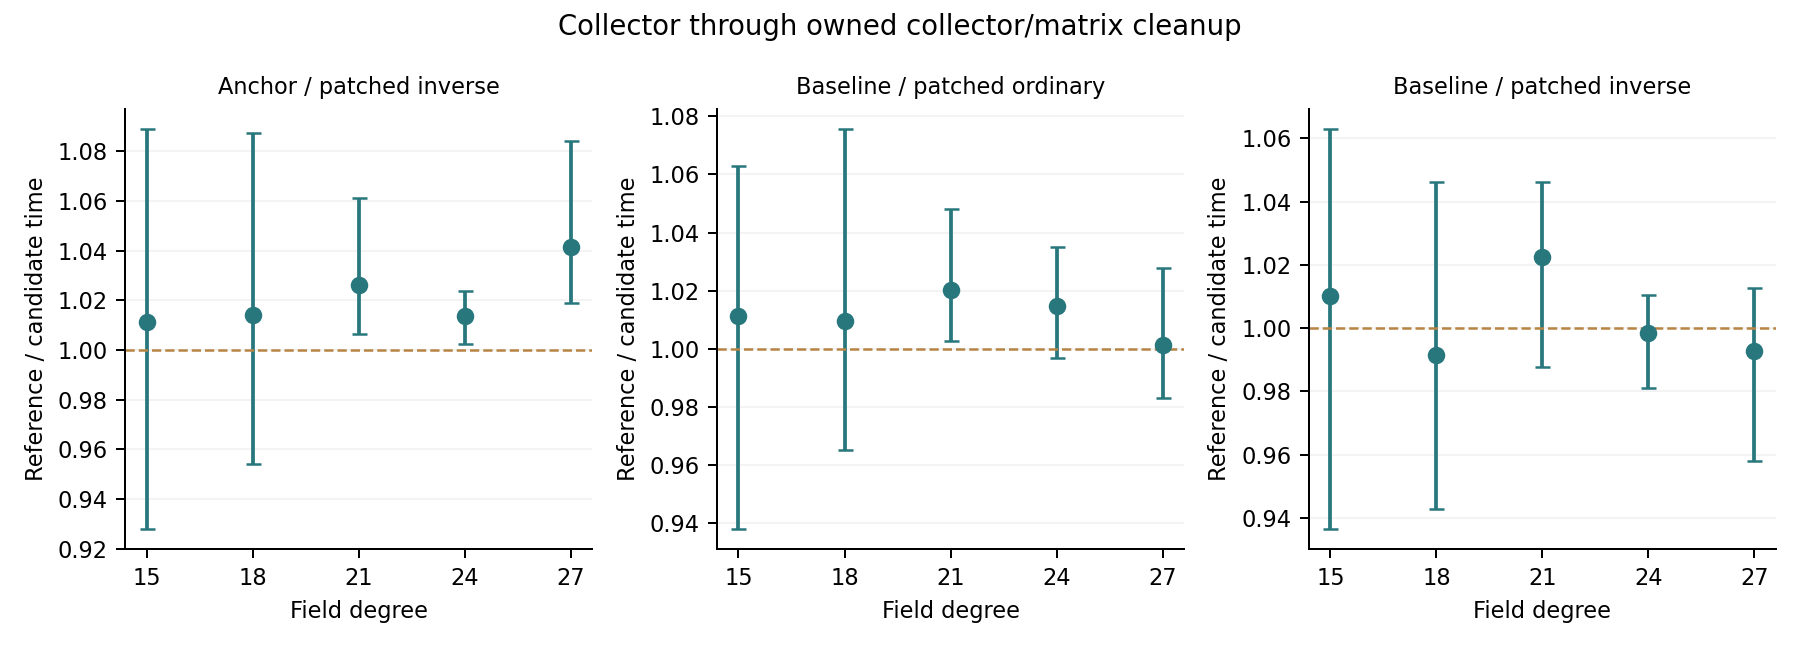 Collector through owned collector/matrix cleanup
Anchor / patched inverse
Reference / candidate time
1.08
1.06
1.04
1.02
1.00
0.98
0.96
0.94
0.92
15 18 21 24 27
Field degree
Baseline / patched ordinary
Reference / candidate time
1.08
1.06
1.04
1.02
1.00
0.98
0.96
0.94
15 18 21 24 27
Field degree
Baseline / patched inverse
Reference / candidate time
1.06
1.04
1.02
1.00
0.98
0.96
0.94
15 18 21 24 27
Field degree